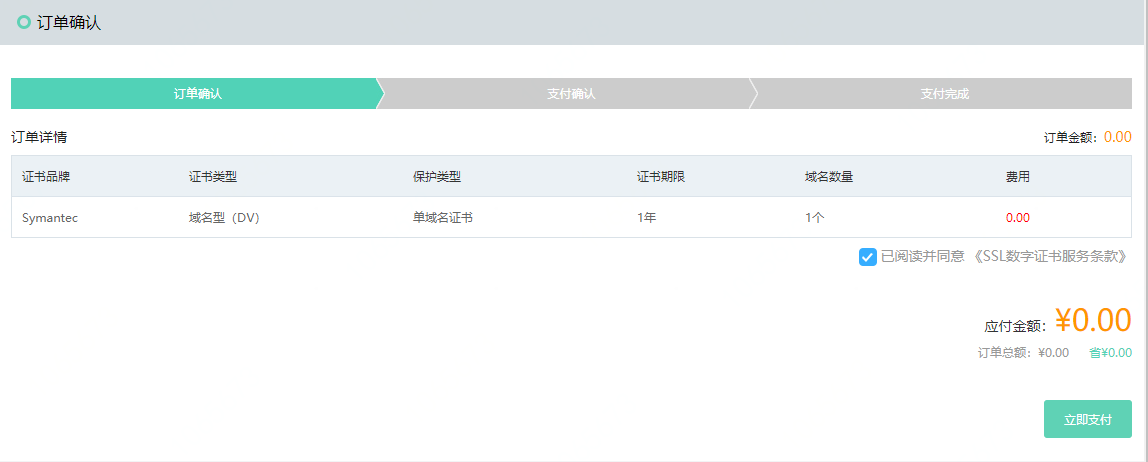 订单确认
订单确认 支付确认 支付完成
订单详情 订单金额：0.00
证书品牌 证书类型 保护类型 证书期限 域名数量 费用
Symantec 域名型（DV） 单域名证书 1年 1个 0.00
已阅读并同意 《SSL数字证书服务条款》
应付金额：¥0.00
订单总额：¥0.00 省¥0.00
立即支付